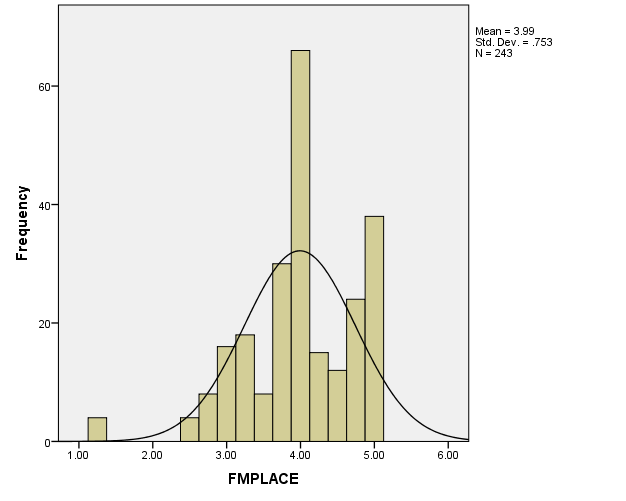 Mean = 3.99
Std. Dev. = .753
N = 243
Frequency
60
40
20
0
1.00 2.00 3.00 4.00 5.00 6.00
FMPLACE